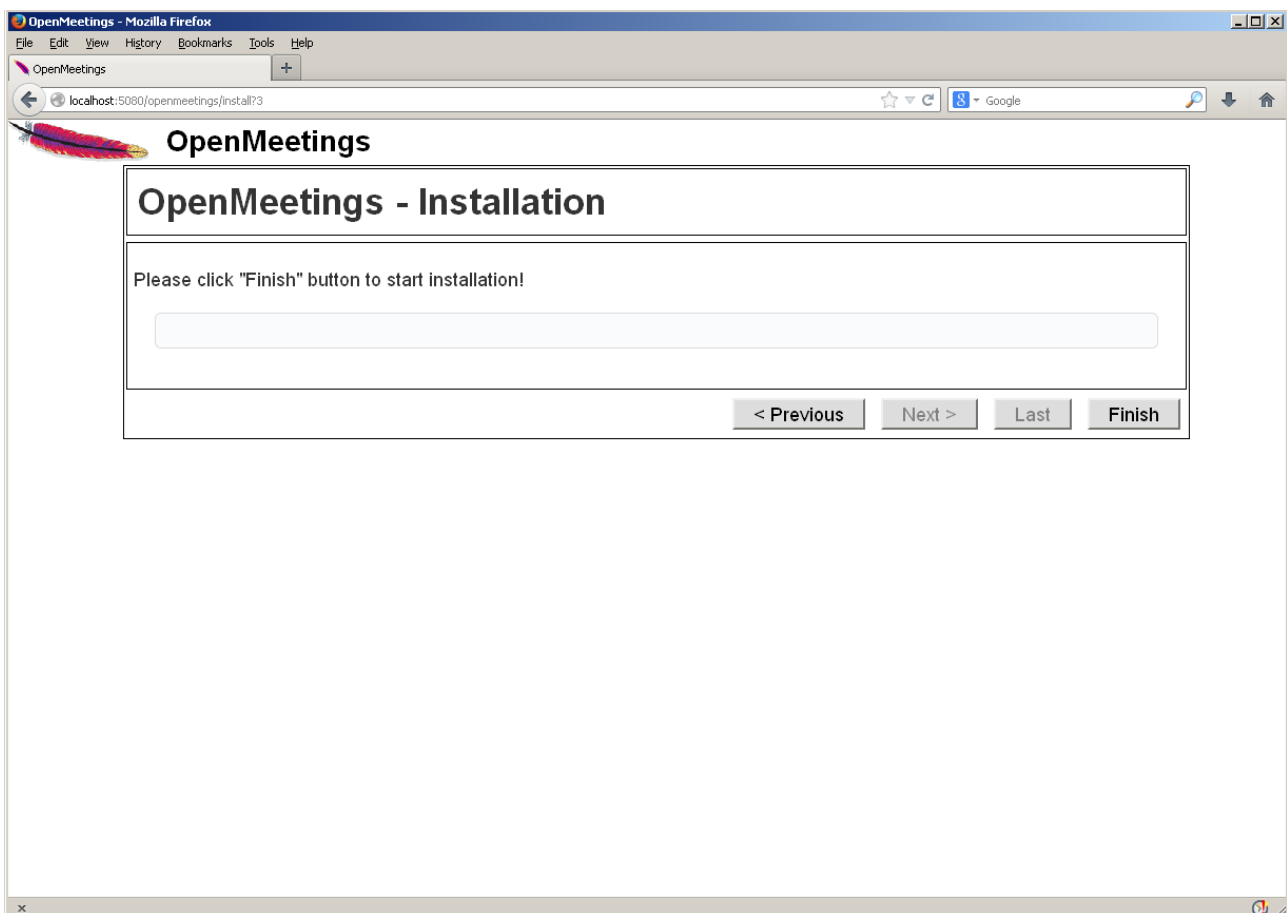 OpenMeetings - Mozilla Firefox
File Edit View History Bookmarks Tools Help
OpenMeetings +
localhost:5080/openmeetings/install?3 8 Google
OpenMeetings
OpenMeetings - Installation
Please click "Finish" button to start installation!
< Previous Next > Last Finish
x